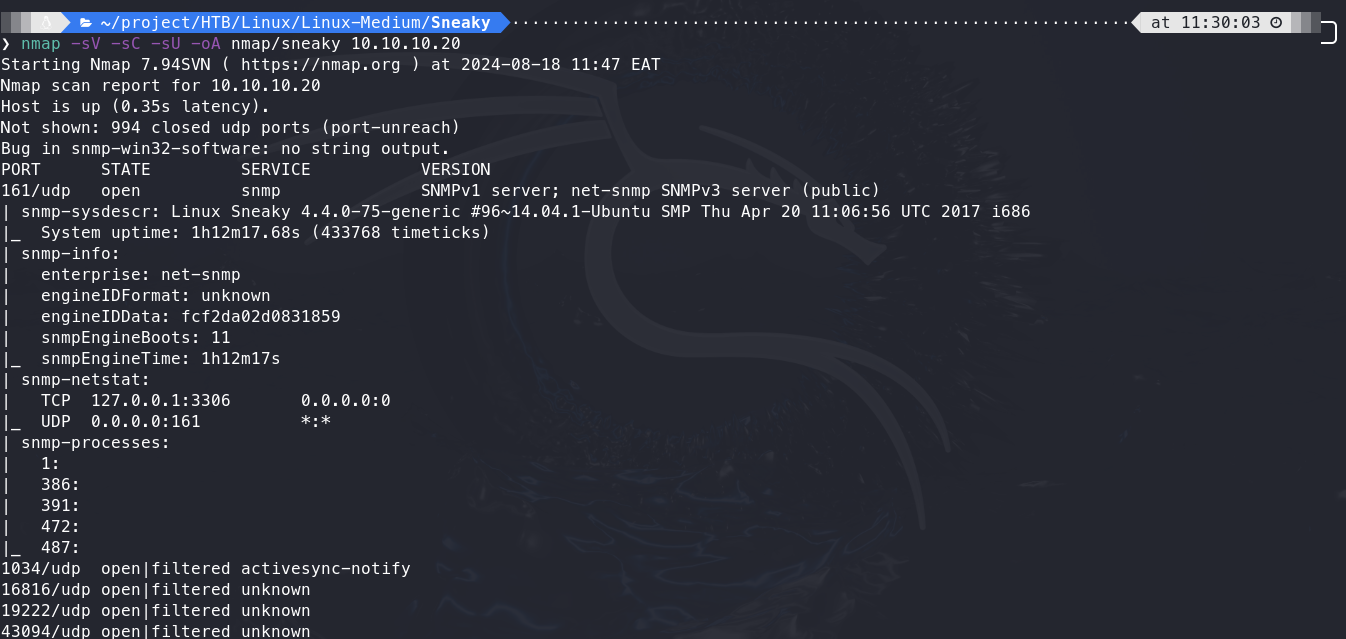 ~/project/HTB/Linux/Linux-Medium/Sneaky at 11:30:03
❯ nmap -sV -sC -sU -oA nmap/sneaky 10.10.10.20
Starting Nmap 7.94SVN ( https://nmap.org ) at 2024-08-18 11:47 EAT
Nmap scan report for 10.10.10.20
Host is up (0.35s latency).
Not shown: 994 closed udp ports (port-unreach)
Bug in snmp-win32-software: no string output.
PORT      STATE         SERVICE           VERSION
161/udp   open          snmp              SNMPv1 server; net-snmp SNMPv3 server (public)
| snmp-sysdescr: Linux Sneaky 4.4.0-75-generic #96~14.04.1-Ubuntu SMP Thu Apr 20 11:06:56 UTC 2017 i686
|_  System uptime: 1h12m17.68s (433768 timeticks)
| snmp-info:
|   enterprise: net-snmp
|   engineIDFormat: unknown
|   engineIDData: fcf2da02d0831859
|   snmpEngineBoots: 11
|_  snmpEngineTime: 1h12m17s
| snmp-netstat:
|   TCP  127.0.0.1:3306       0.0.0.0:0
|_  UDP  0.0.0.0:161          *:*
| snmp-processes:
|   1:
|   386:
|   391:
|   472:
|_  487:
1034/udp  open|filtered activesync-notify
16816/udp open|filtered unknown
19222/udp open|filtered unknown
43094/udp open|filtered unknown